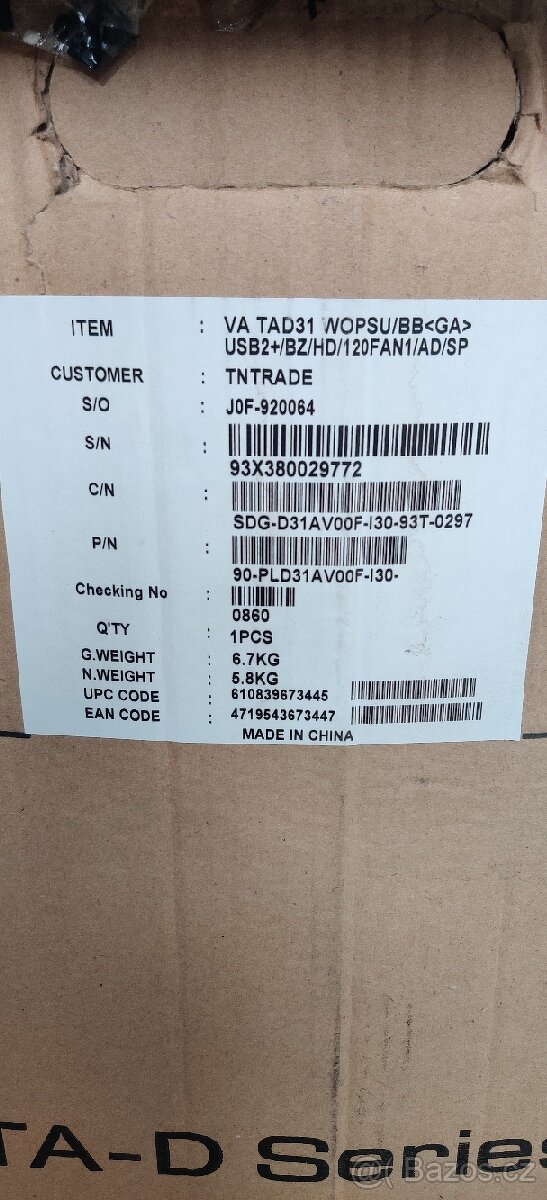 ITEM : VA TAD31 WOPSU/BB<GA>
USB2+/BZ/HD/120FAN1/AD/SP
CUSTOMER : TNTRADE
S/O : J0F-920064
S/N :
93X380029772
C/N :
SDG-D31AV00F-I30-93T-0297
P/N :
90-PLD31AV00F-I30-
Checking No :
0860
Q'TY : 1PCS
G.WEIGHT : 6.7KG
N.WEIGHT : 5.8KG
UPC CODE : 610839673445
EAN CODE : 4719543673447
MADE IN CHINA
TA-D Series
Bazoš.cz